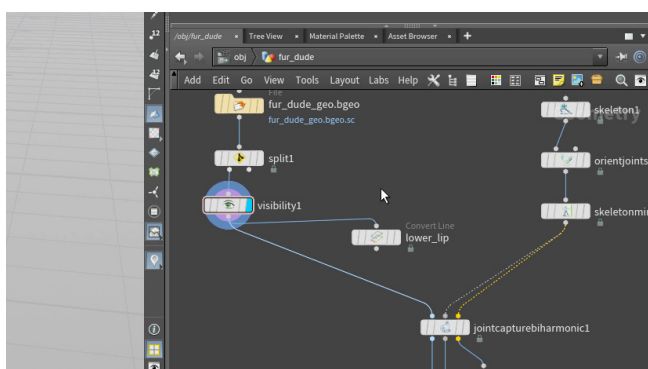 /obj/fur_dude
Tree View
Material Palette
Asset Browser
obj
fur_dude
Add Edit Go View Tools Layout Labs Help
File
fur_dude_geo.bgeo
fur_dude_geo.bgeo.sc
skeleton1
split1
orientjoints
visibility1
Convert Line
lower_lip
skeletonmi
jointcapturebiharmonic1